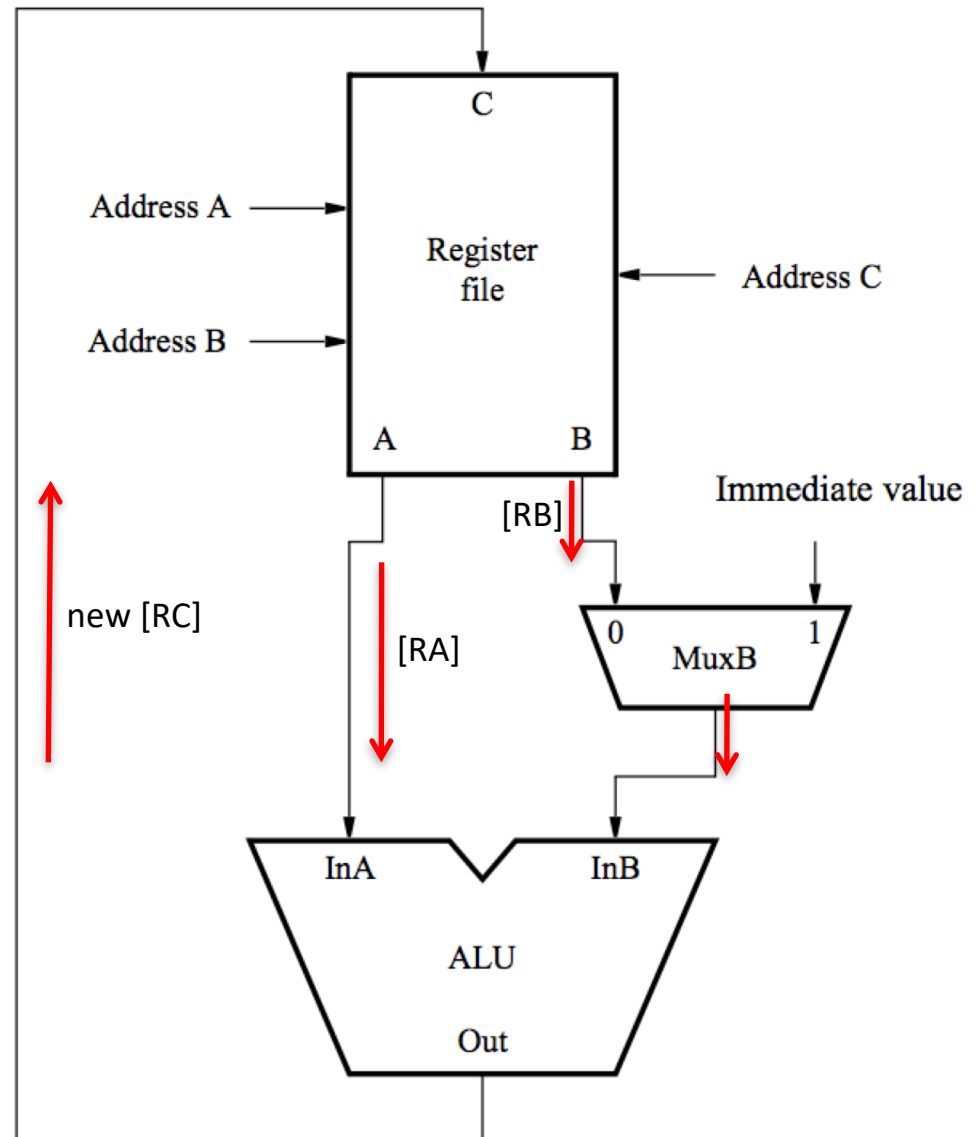 C
Address A
Register
file
Address C
Address B
A
B
Immediate value
[RB]
new [RC]
[RA]
0
1
MuxB
InA
InB
ALU
Out